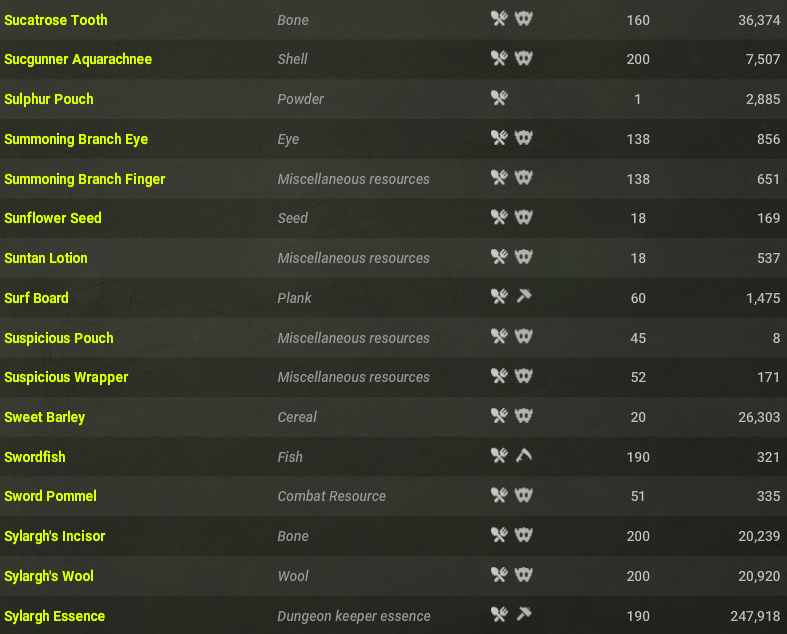 Sucatrose Tooth Bone 160 36,374
Sucgunner Aquarachnee Shell 200 7,507
Sulphur Pouch Powder 1 2,885
Summoning Branch Eye Eye 138 856
Summoning Branch Finger Miscellaneous resources 138 651
Sunflower Seed Seed 18 169
Suntan Lotion Miscellaneous resources 18 537
Surf Board Plank 60 1,475
Suspicious Pouch Miscellaneous resources 45 8
Suspicious Wrapper Miscellaneous resources 52 171
Sweet Barley Cereal 20 26,303
Swordfish Fish 190 321
Sword Pommel Combat Resource 51 335
Sylargh's Incisor Bone 200 20,239
Sylargh's Wool Wool 200 20,920
Sylargh Essence Dungeon keeper essence 190 247,918